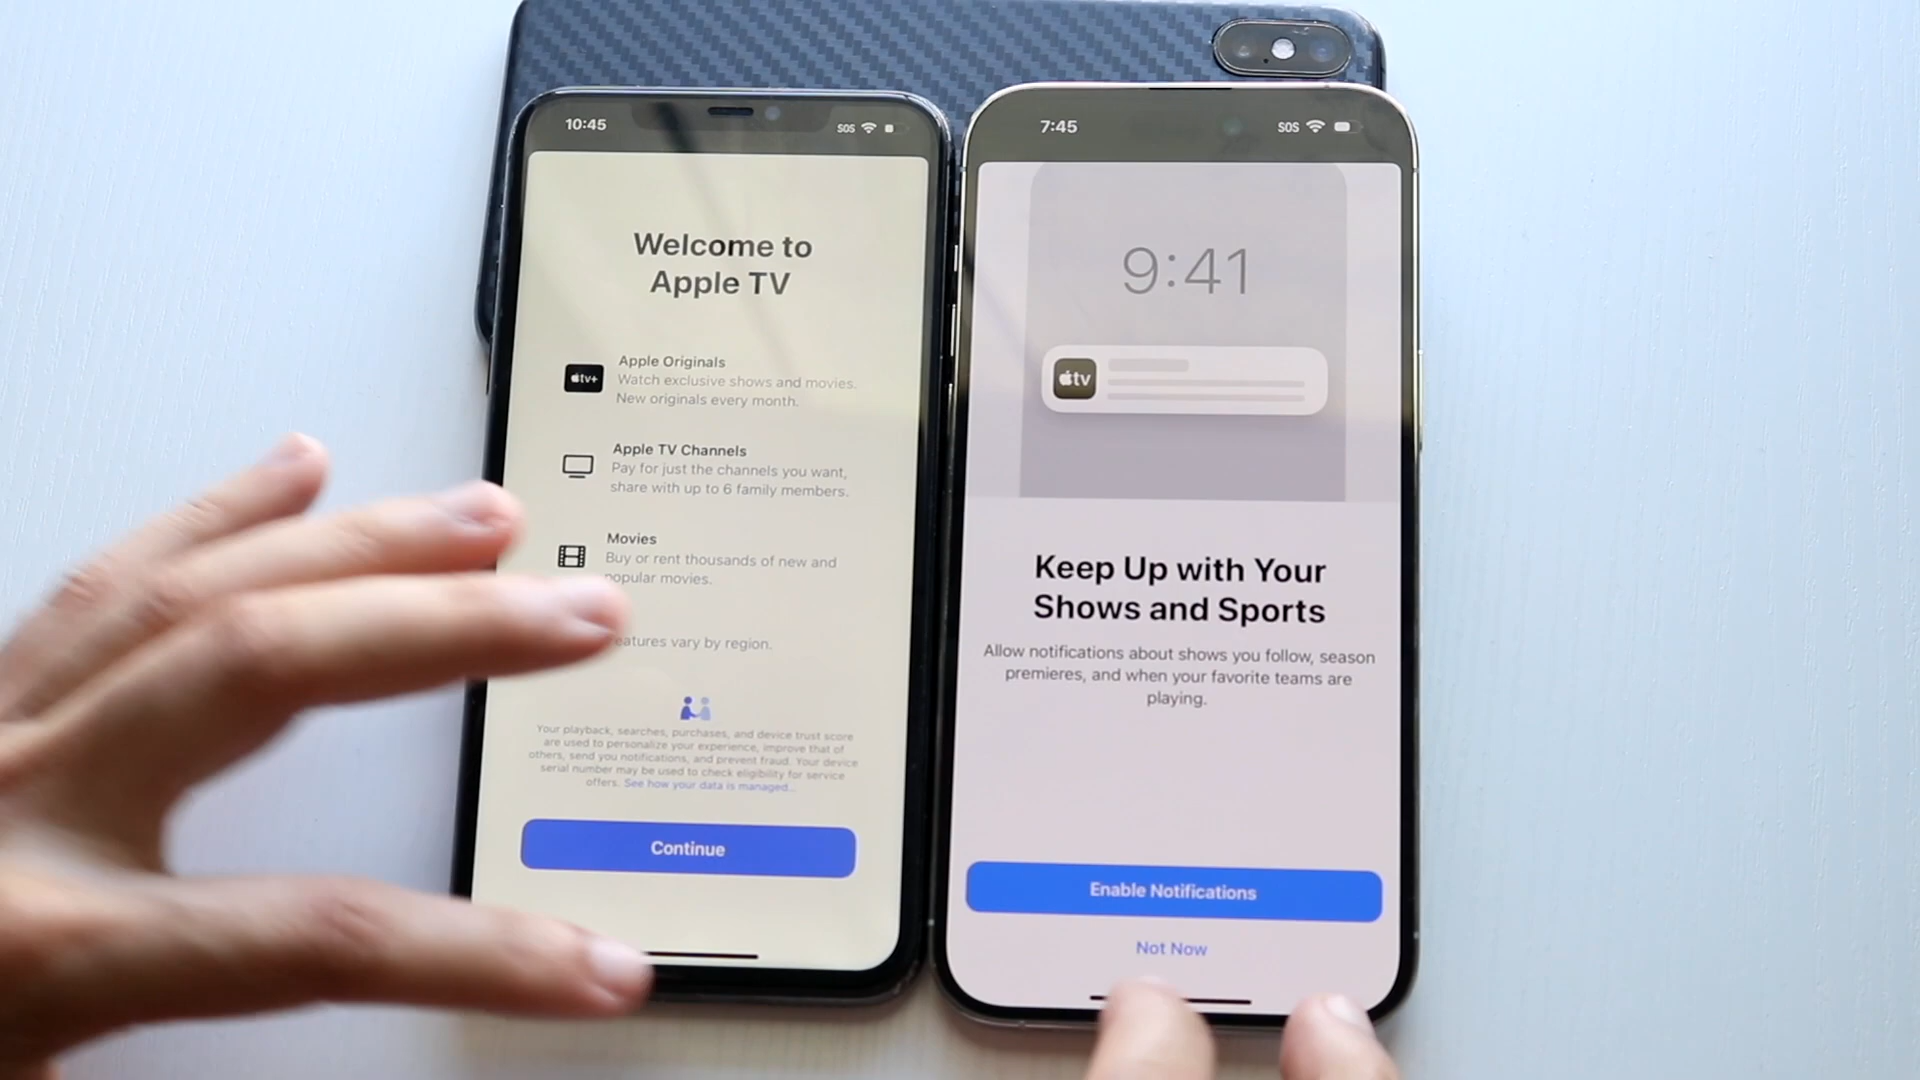 10:45
SOS
Welcome to
Apple TV
tv+
Apple Originals
Watch exclusive shows and movies.
New originals every month.
Apple TV Channels
Pay for just the channels you want,
share with up to 6 family members.
Movies
Buy or rent thousands of new and
popular movies.
eatures vary by region.
Your playback, searches, purchases, and device trust score
are used to personalize your experience, improve that of
others, send you notifications, and prevent fraud. Your device
serial number may be used to check eligibility for service
offers. See how your data is managed...
Continue
7:45
SOS
9:41
tv
Keep Up with Your
Shows and Sports
Allow notifications about shows you follow, season
premieres, and when your favorite teams are
playing.
Enable Notifications
Not Now